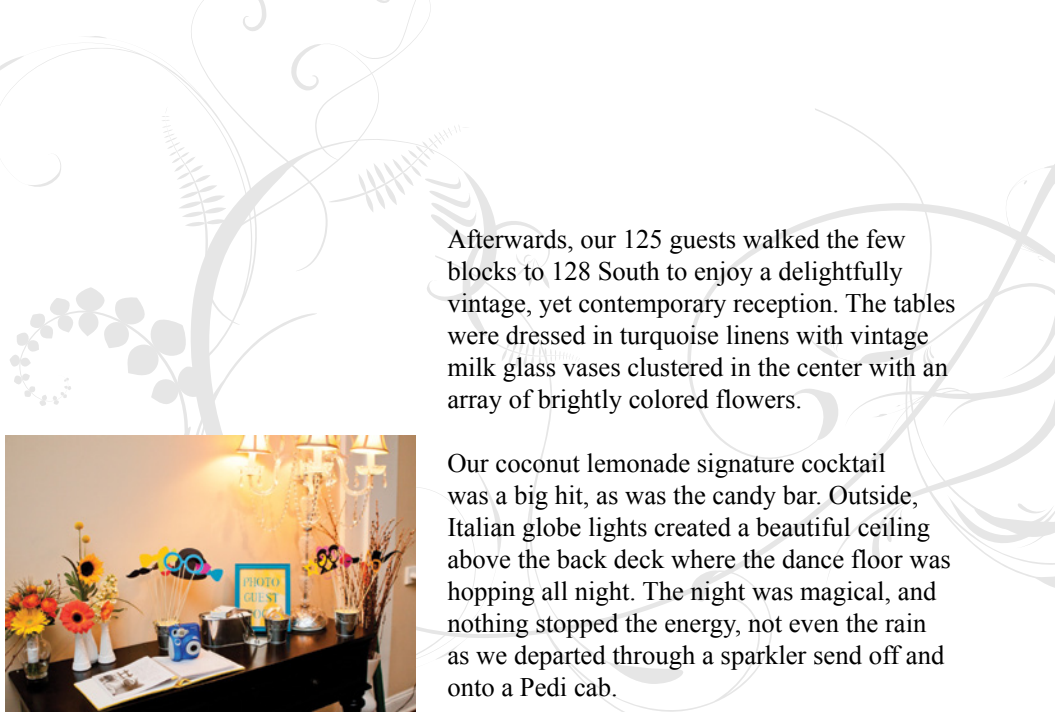 Afterwards, our 125 guests walked the few
blocks to 128 South to enjoy a delightfully
vintage, yet contemporary reception. The tables
were dressed in turquoise linens with vintage
milk glass vases clustered in the center with an
array of brightly colored flowers.
Our coconut lemonade signature cocktail
was a big hit, as was the candy bar. Outside,
Italian globe lights created a beautiful ceiling
above the back deck where the dance floor was
hopping all night. The night was magical, and
nothing stopped the energy, not even the rain
as we departed through a sparkler send off and
onto a Pedi cab.
PHOTO
GUEST